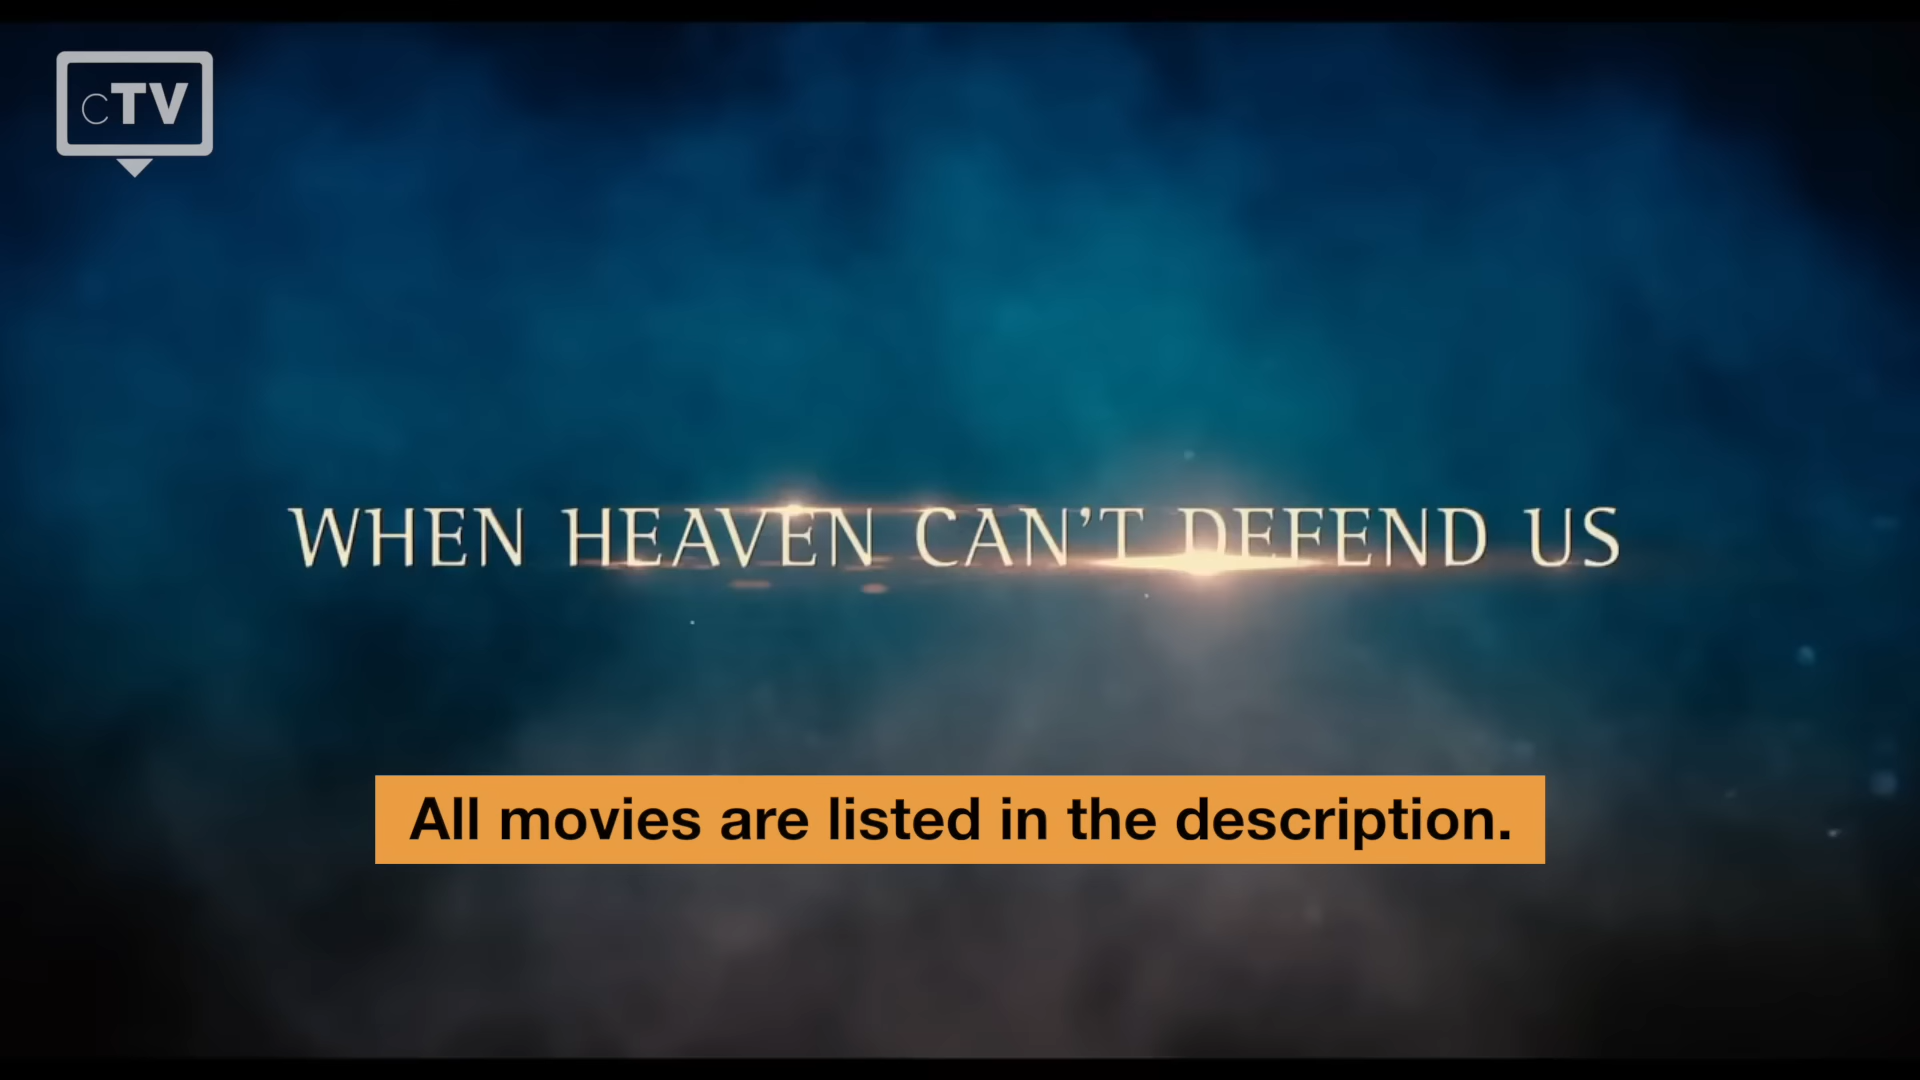 cTV
WHEN HEAVEN CAN'T DEFEND US
All movies are listed in the description.